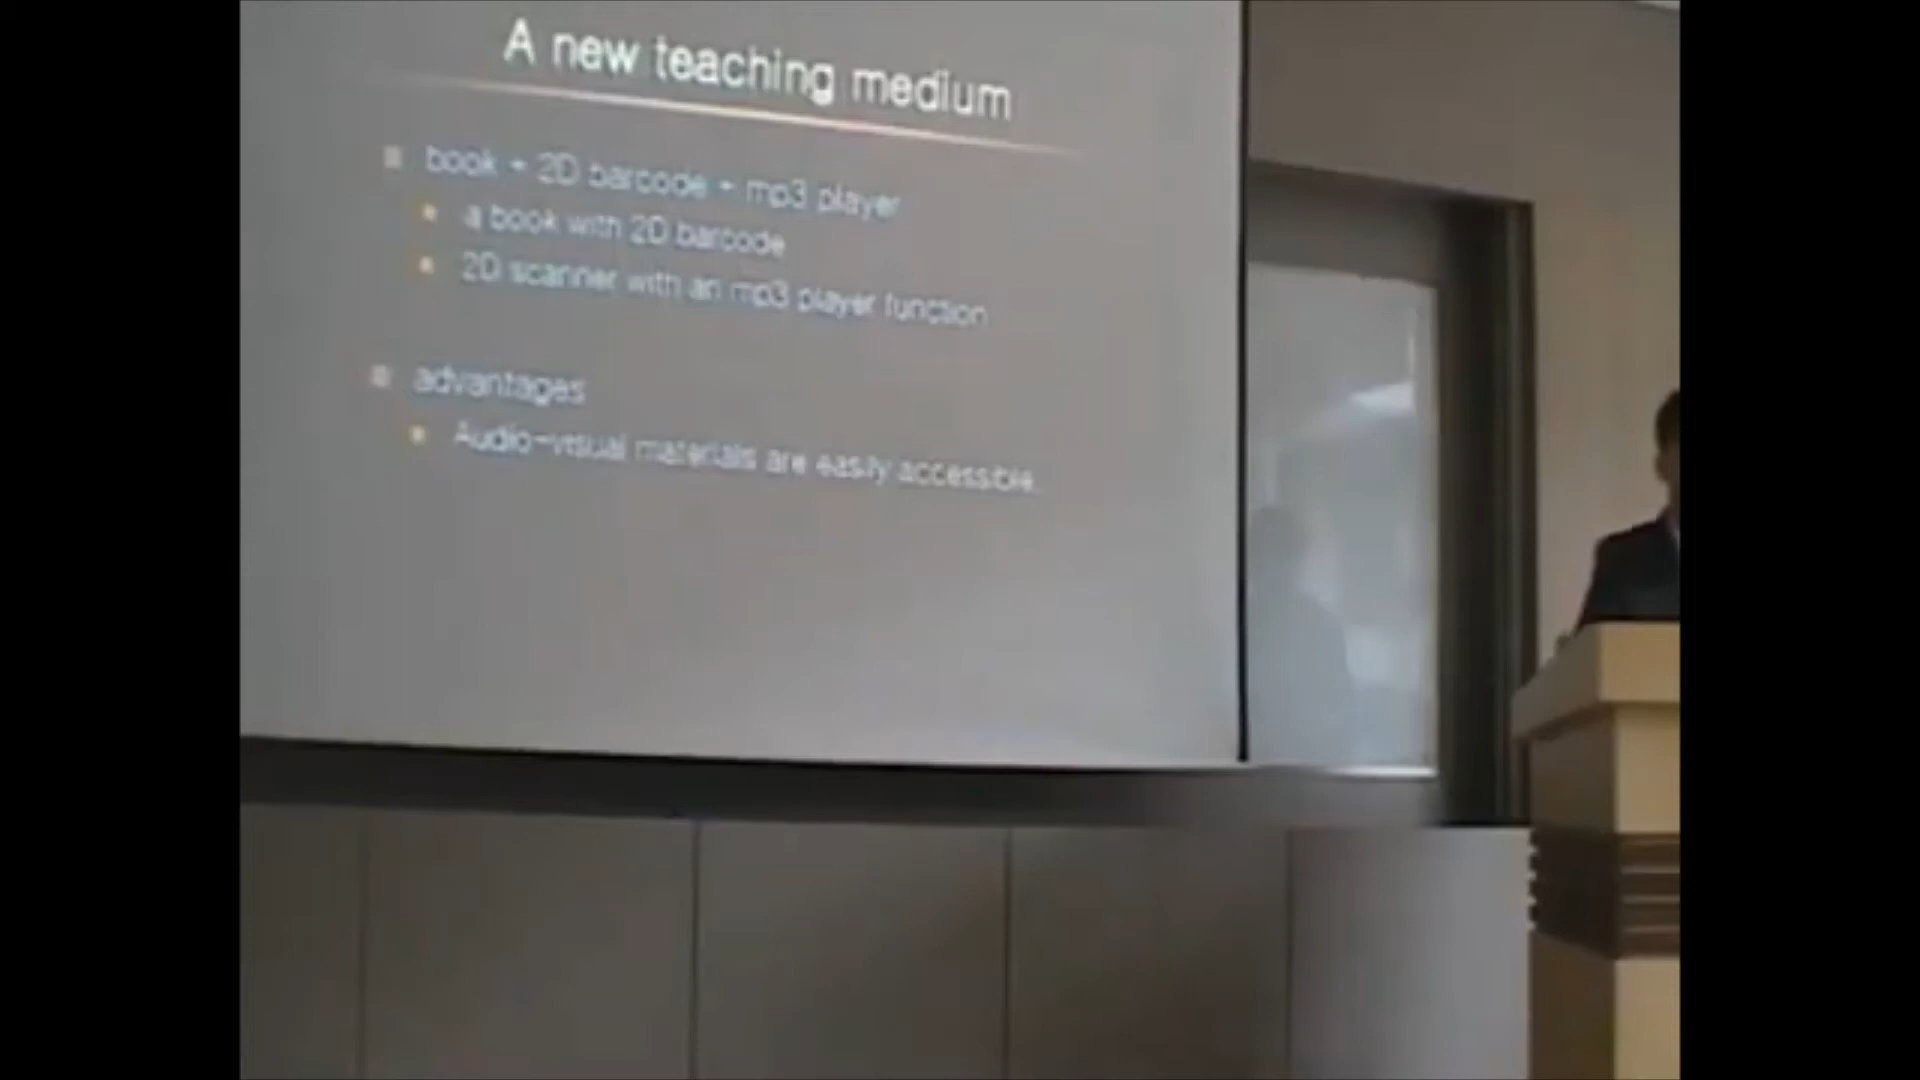 A new teaching medium
book + 2D barcode + mp3 player
a book with 2D barcode
2D scanner with an mp3 player function
advantages
Audio-visual materials are easily accessible.